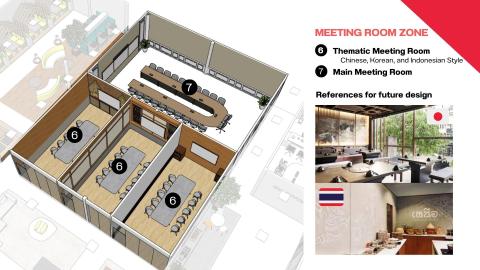 MEETING ROOM ZONE
6 Thematic Meeting Room
Chinese, Korean, and Indonesian Style
7 Main Meeting Room
References for future design
7
6
6
6